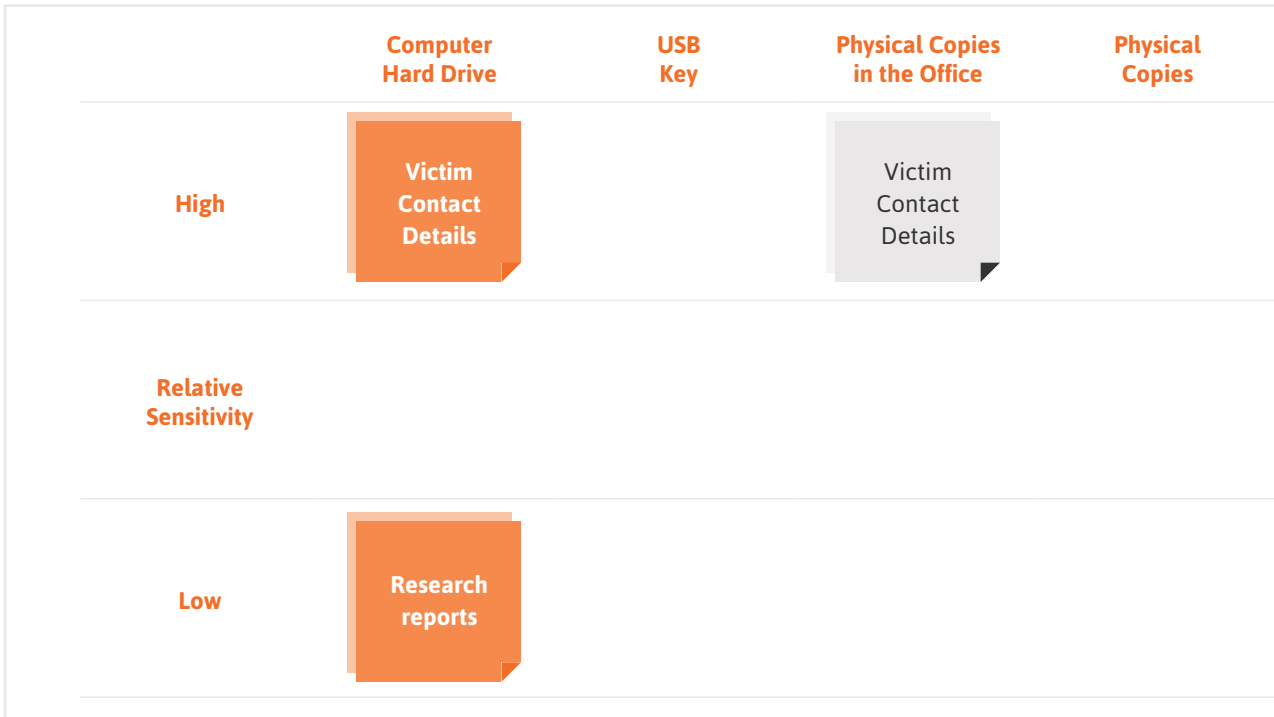 Computer
Hard Drive
USB
Key
Physical Copies
in the Office
Physical
Copies
High
Victim
Contact
Details
Victim
Contact
Details
Relative
Sensitivity
Low
Research
reports